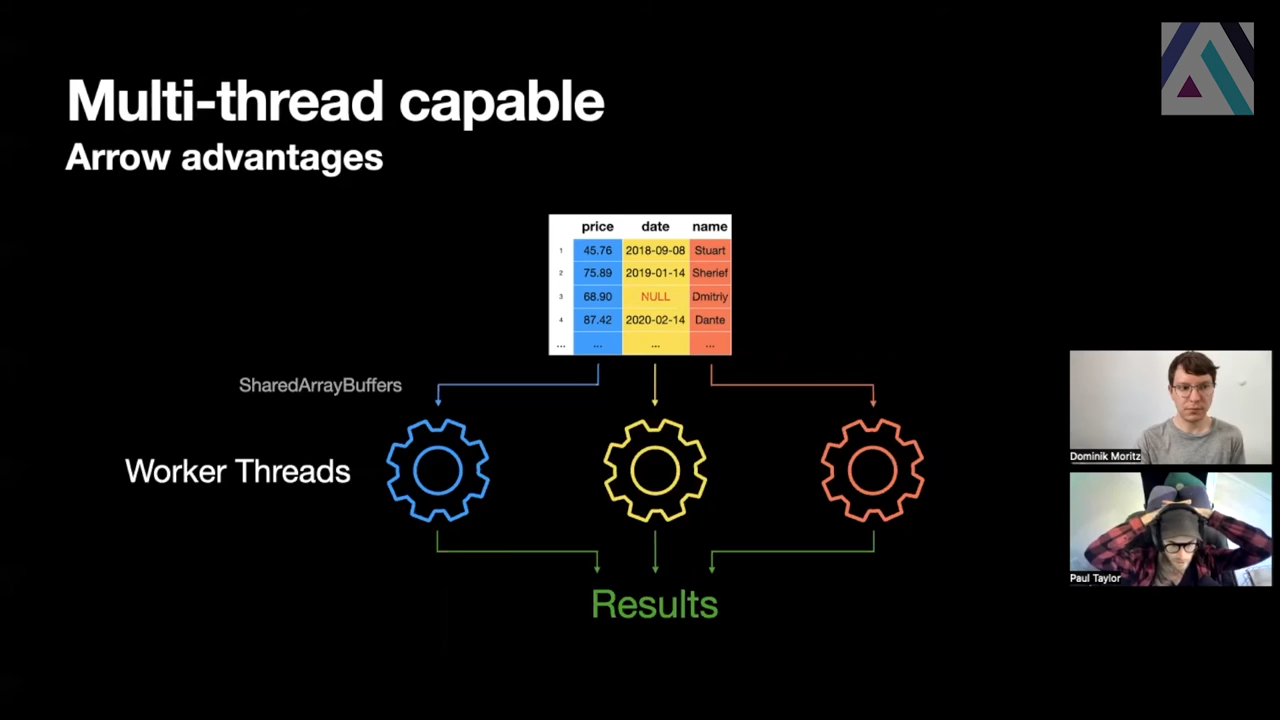 Multi-thread capable
Arrow advantages
price date name
1 45.76 2018-09-08 Stuart
2 75.89 2019-01-14 Sherief
3 68.90 NULL Dmitriy
4 87.42 2020-02-14 Dante
... ... ... ...
SharedArrayBuffers
Worker Threads
Results
Dominik Moritz
Paul Taylor